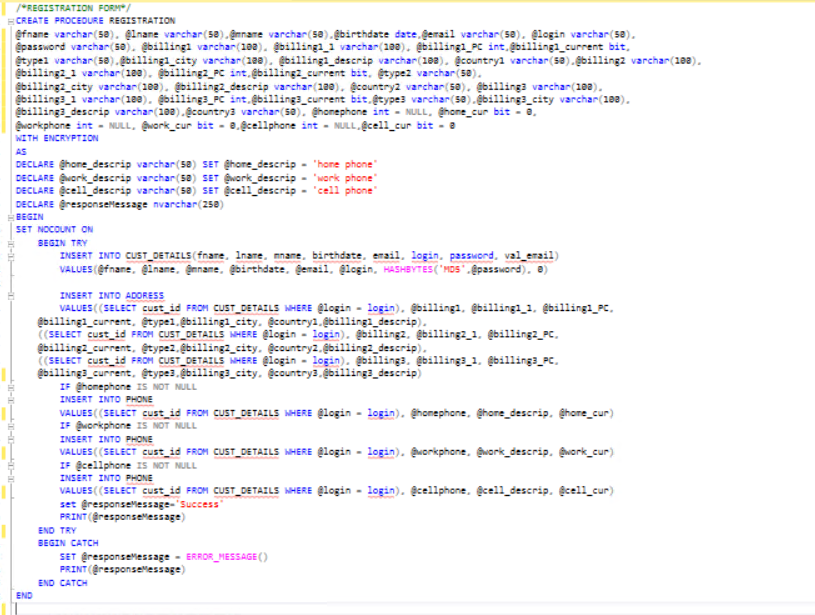 /*REGISTRATION FORM*/
CREATE PROCEDURE REGISTRATION
@fname varchar(50), @lname varchar(50),@mname varchar(50),@birthdate date,@email varchar(50), @login varchar(50),
@password varchar(50), @billing1 varchar(100), @billing1_1 varchar(100), @billing1_PC int,@billing1_current bit,
@type1 varchar(50),@billing1_city varchar(100), @billing1_descrip varchar(100), @country1 varchar(50),@billing2 varchar(100),
@billing2_1 varchar(100), @billing2_PC int,@billing2_current bit, @type2 varchar(50),
@billing2_city varchar(100), @billing2_descrip varchar(100), @country2 varchar(50), @billing3 varchar(100),
@billing3_1 varchar(100), @billing3_PC int,@billing3_current bit,@type3 varchar(50),@billing3_city varchar(100),
@billing3_descrip varchar(100),@country3 varchar(50), @homephone int = NULL, @home_cur bit = 0,
@workphone int = NULL, @work_cur bit = 0,@cellphone int = NULL,@cell_cur bit = 0
WITH ENCRYPTION
AS
DECLARE @home_descrip varchar(50) SET @home_descrip = 'home phone'
DECLARE @work_descrip varchar(50) SET @work_descrip = 'work phone'
DECLARE @cell_descrip varchar(50) SET @cell_descrip = 'cell phone'
DECLARE @responseMessage nvarchar(250)
BEGIN
SET NOCOUNT ON
BEGIN TRY
INSERT INTO CUST_DETAILS(fname, lname, mname, birthdate, email, login, password, val_email)
VALUES(@fname, @lname, @mname, @birthdate, @email, @login, HASHBYTES('MD5',@password), 0)
INSERT INTO ADDRESS
VALUES((SELECT cust_id FROM CUST_DETAILS WHERE @login = login), @billing1, @billing1_1, @billing1_PC,
@billing1_current, @type1,@billing1_city, @country1,@billing1_descrip),
((SELECT cust_id FROM CUST_DETAILS WHERE @login = login), @billing2, @billing2_1, @billing2_PC,
@billing2_current, @type2,@billing2_city, @country2,@billing2_descrip),
((SELECT cust_id FROM CUST_DETAILS WHERE @login = login), @billing3, @billing3_1, @billing3_PC,
@billing3_current, @type3,@billing3_city, @country3,@billing3_descrip)
IF @homephone IS NOT NULL
INSERT INTO PHONE
VALUES((SELECT cust_id FROM CUST_DETAILS WHERE @login = login), @homephone, @home_descrip, @home_cur)
IF @workphone IS NOT NULL
INSERT INTO PHONE
VALUES((SELECT cust_id FROM CUST_DETAILS WHERE @login = login), @workphone, @work_descrip, @work_cur)
IF @cellphone IS NOT NULL
INSERT INTO PHONE
VALUES((SELECT cust_id FROM CUST_DETAILS WHERE @login = login), @cellphone, @cell_descrip, @cell_cur)
set @responseMessage='Success'
PRINT(@responseMessage)
END TRY
BEGIN CATCH
SET @responseMessage = ERROR_MESSAGE()
PRINT(@responseMessage)
END CATCH
END